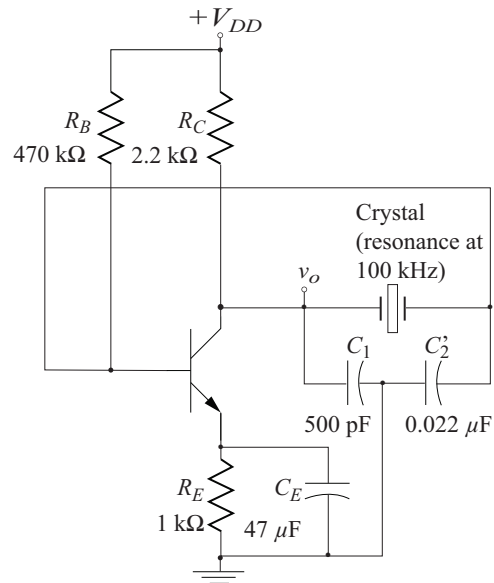 +V_DD
R_B
470 kΩ
R_C
2.2 kΩ
Crystal
(resonance at
100 kHz)
v_o
C_1
500 pF
C_2'
0.022 μF
R_E
1 kΩ
C_E
47 μF